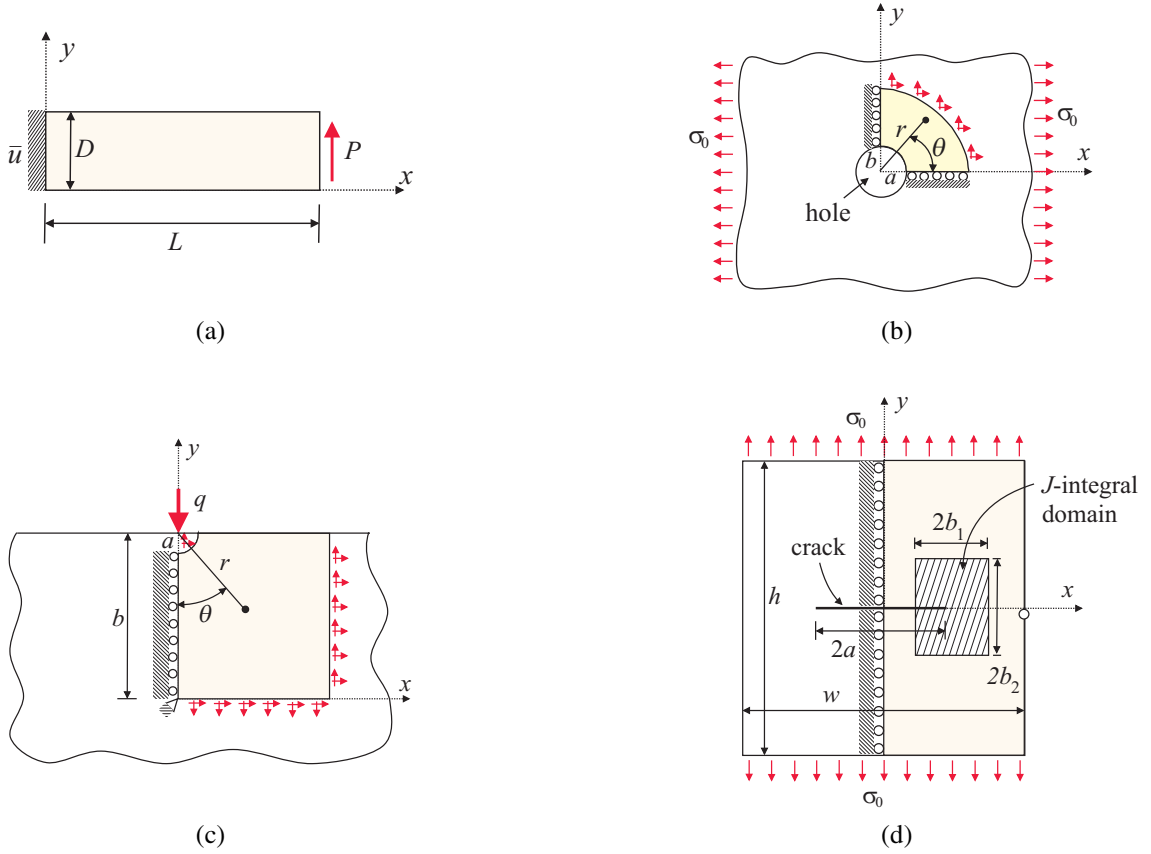 y
ū
D
P
x
L
(a)
y
σ₀
σ₀
r
θ
b
a
x
hole
(b)
y
q
a
r
b
θ
x
(c)
σ₀
y
J-integral
domain
2b₁
crack
h
x
2a
2b₂
w
σ₀
(d)